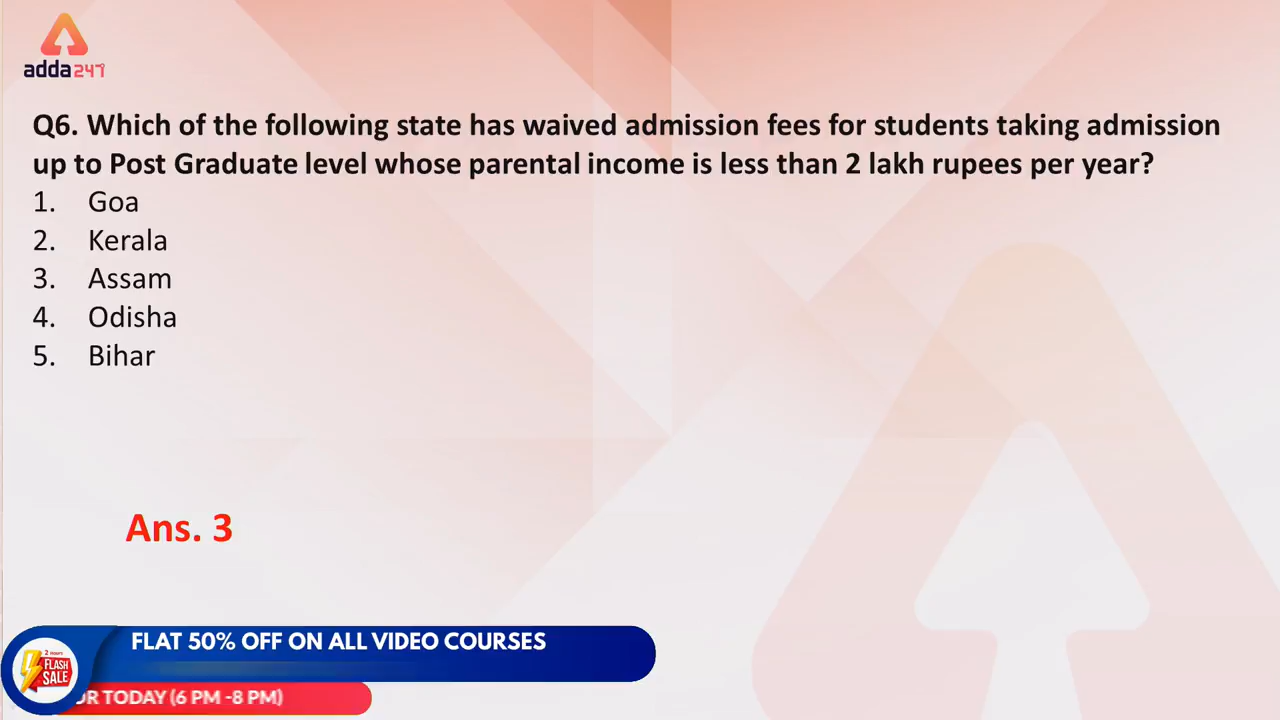 adda247
Q6. Which of the following state has waived admission fees for students taking admission
up to Post Graduate level whose parental income is less than 2 lakh rupees per year?
1. Goa
2. Kerala
3. Assam
4. Odisha
5. Bihar
Ans. 3
FLAT 50% OFF ON ALL VIDEO COURSES
2 Hours
FLASH
SALE
OR TODAY (6 PM -8 PM)